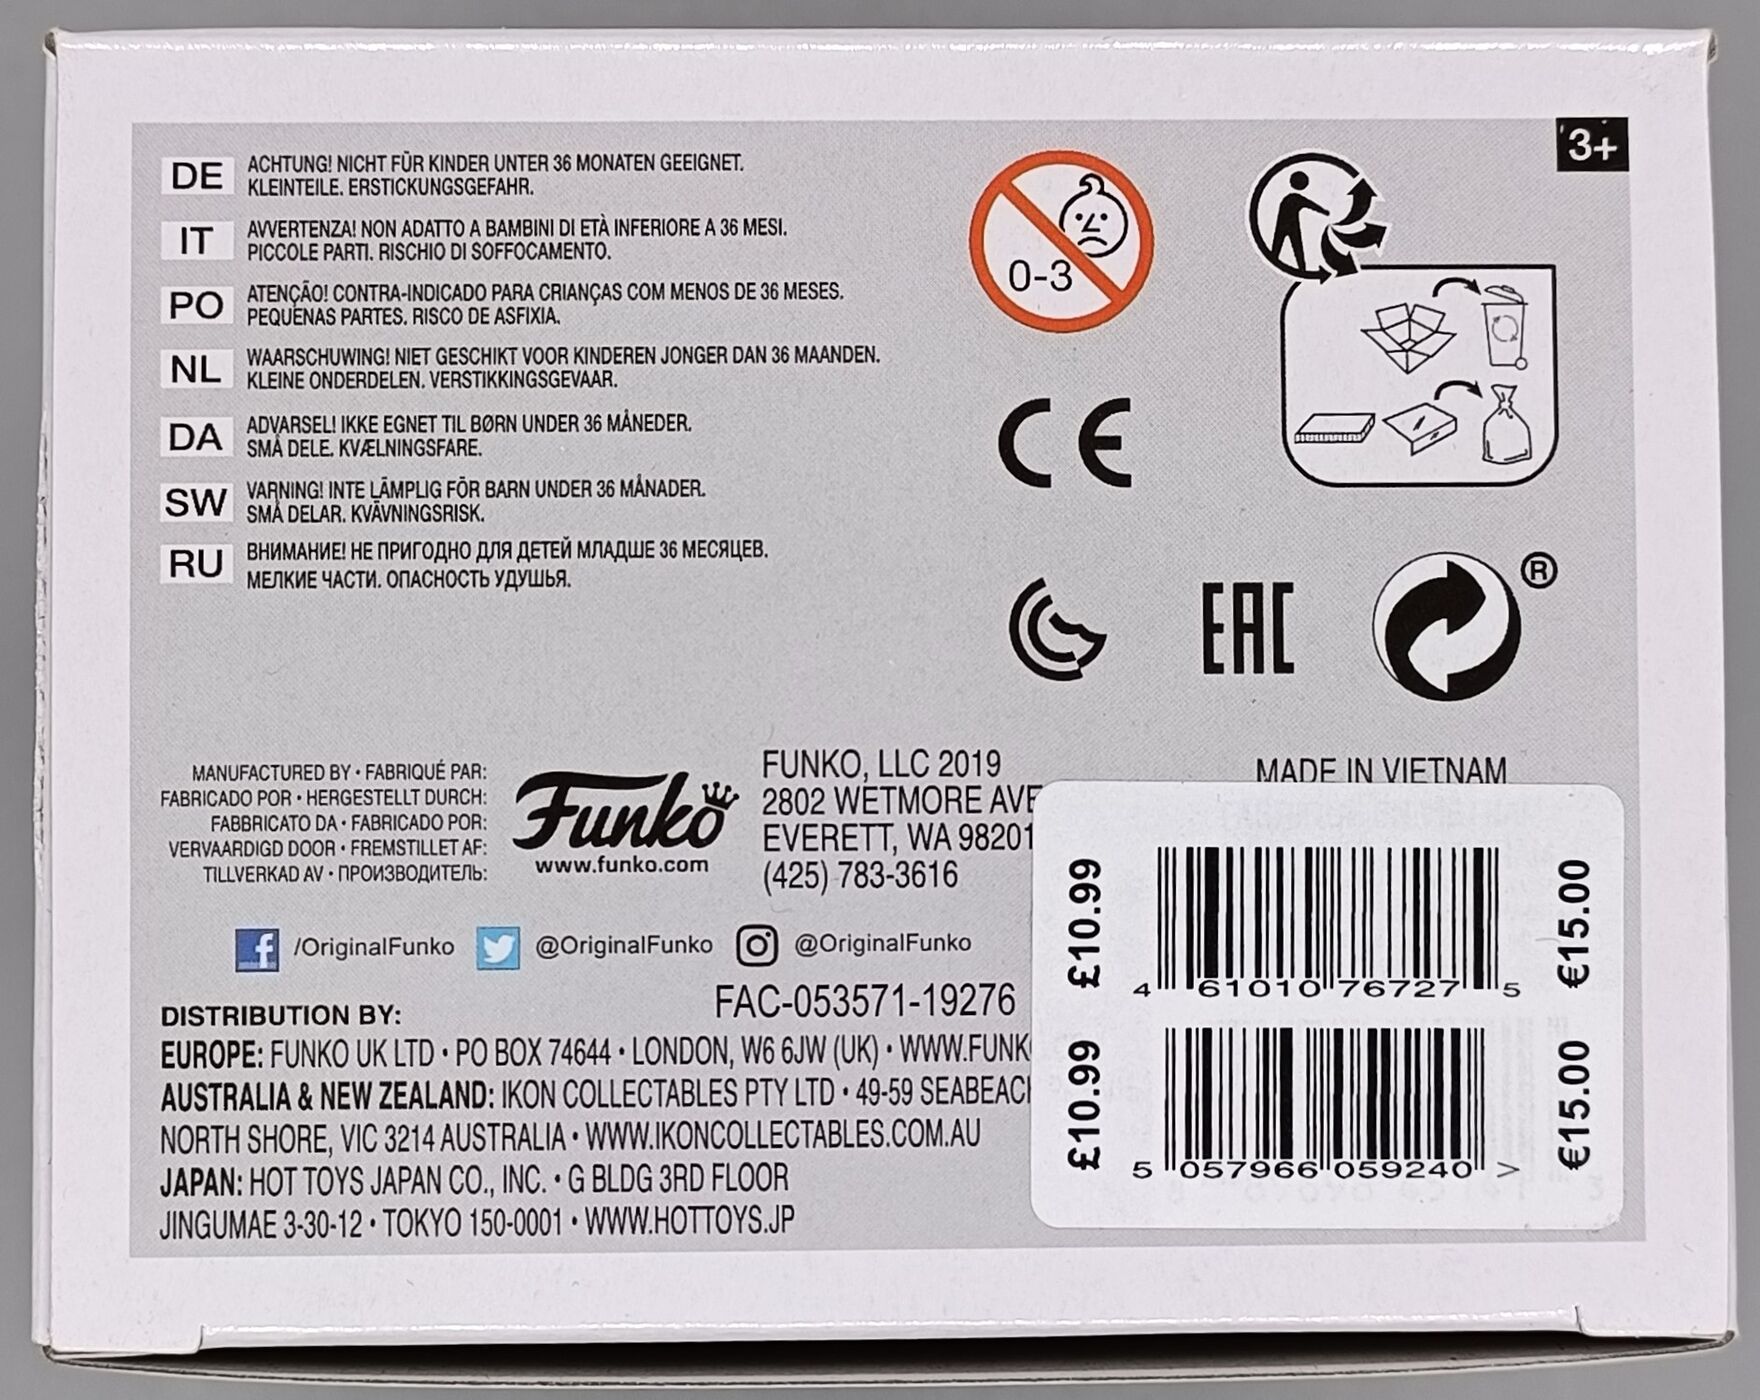 3+
DE ACHTUNG! NICHT FÜR KINDER UNTER 36 MONATEN GEEIGNET.
KLEINTEILE. ERSTICKUNGSGEFAHR.
IT AVVERTENZA! NON ADATTO A BAMBINI DI ETÀ INFERIORE A 36 MESI.
PICCOLE PARTI. RISCHIO DI SOFFOCAMENTO.
PO ATENÇÃO! CONTRA-INDICADO PARA CRIANÇAS COM MENOS DE 36 MESES.
PEQUENAS PARTES. RISCO DE ASFIXIA.
NL WAARSCHUWING! NIET GESCHIKT VOOR KINDEREN JONGER DAN 36 MAANDEN.
KLEINE ONDERDELEN. VERSTIKKINGSGEVAAR.
DA ADVARSEL! IKKE EGNET TIL BØRN UNDER 36 MÅNEDER.
SMÅ DELE. KVÆLNINGSFARE.
SW VARNING! INTE LÄMPLIG FÖR BARN UNDER 36 MÅNADER.
SMÅ DELAR. KVÄVNINGSRISK.
RU ВНИМАНИЕ! НЕ ПРИГОДНО ДЛЯ ДЕТЕЙ МЛАДШЕ 36 МЕСЯЦЕВ.
МЕЛКИЕ ЧАСТИ. ОПАСНОСТЬ УДУШЬЯ.
0-3
CE
EAC
®
MANUFACTURED BY • FABRIQUÉ PAR:
FABRICADO POR • HERGESTELLT DURCH:
FABBRICATO DA • FABRICADO POR:
VERVAARDIGD DOOR • FREMSTILLET AF:
TILLVERKAD AV • ПРОИЗВОДИТЕЛЬ:
Funko
www.funko.com
FUNKO, LLC 2019
2802 WETMORE AVE
EVERETT, WA 98201
(425) 783-3616
MADE IN VIETNAM
/OriginalFunko @OriginalFunko @OriginalFunko
FAC-053571-19276
DISTRIBUTION BY:
EUROPE: FUNKO UK LTD • PO BOX 74644 • LONDON, W6 6JW (UK) • WWW.FUNK
AUSTRALIA & NEW ZEALAND: IKON COLLECTABLES PTY LTD • 49-59 SEABEACH
NORTH SHORE, VIC 3214 AUSTRALIA • WWW.IKONCOLLECTABLES.COM.AU
JAPAN: HOT TOYS JAPAN CO., INC. • G BLDG 3RD FLOOR
JINGUMAE 3-30-12 • TOKYO 150-0001 • WWW.HOTTOYS.JP
£10.99
4 61010 76727 5
€15.00
£10.99
5 057966 059240 >
€15.00